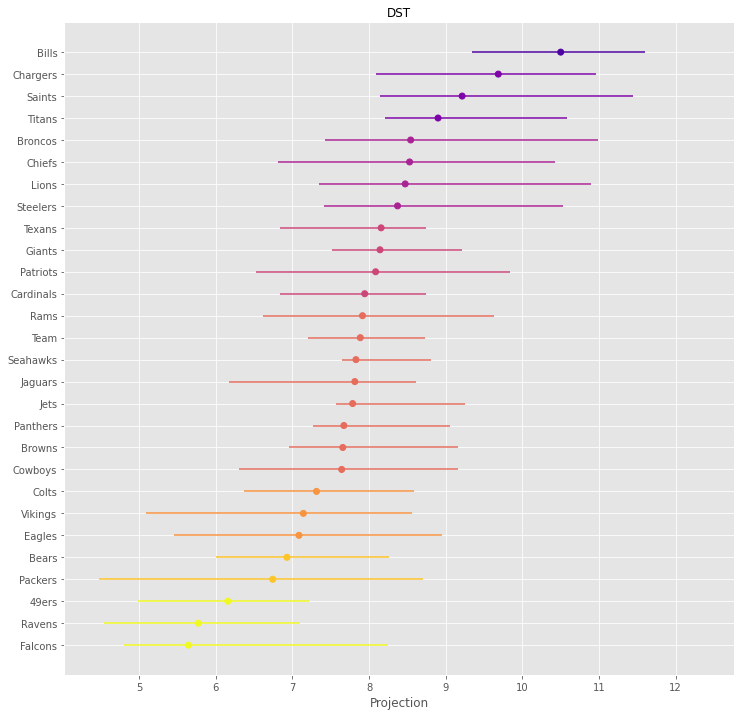 DST
Bills
Chargers
Saints
Titans
Broncos
Chiefs
Lions
Steelers
Texans
Giants
Patriots
Cardinals
Rams
Team
Seahawks
Jaguars
Jets
Panthers
Browns
Cowboys
Colts
Vikings
Eagles
Bears
Packers
49ers
Ravens
Falcons
5 6 7 8 9 10 11 12
Projection